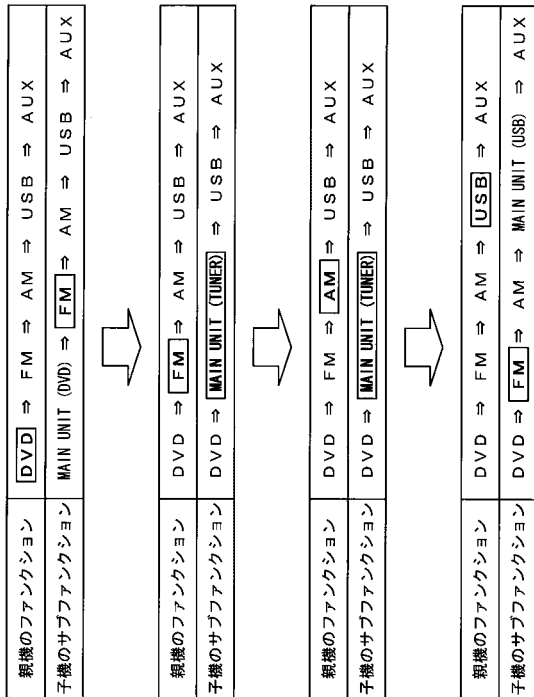 親機のファンクション DVD ⇒ FM ⇒ AM ⇒ USB ⇒ AUX
子機のサブファンクション MAIN UNIT (DVD) ⇒ FM ⇒ AM ⇒ USB ⇒ AUX
親機のファンクション DVD ⇒ FM ⇒ AM ⇒ USB ⇒ AUX
子機のサブファンクション DVD ⇒ MAIN UNIT (TUNER) ⇒ USB ⇒ AUX
親機のファンクション DVD ⇒ FM ⇒ AM ⇒ USB ⇒ AUX
子機のサブファンクション DVD ⇒ MAIN UNIT (TUNER) ⇒ USB ⇒ AUX
親機のファンクション DVD ⇒ FM ⇒ AM ⇒ USB ⇒ AUX
子機のサブファンクション DVD ⇒ FM ⇒ AM ⇒ MAIN UNIT (USB) ⇒ AUX